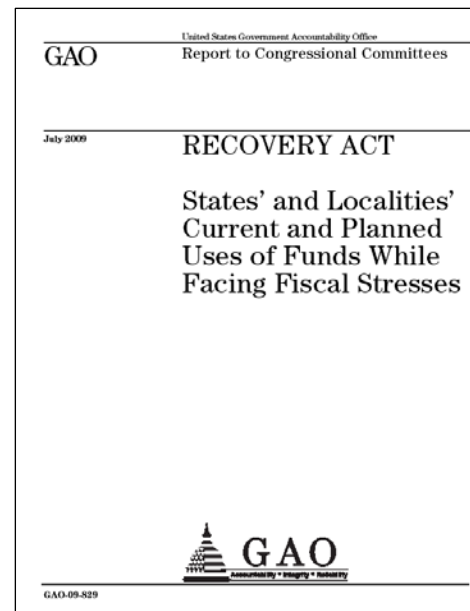 United States Government Accountability Office
GAO
Report to Congressional Committees
July 2009
RECOVERY ACT
States' and Localities'
Current and Planned
Uses of Funds While
Facing Fiscal Stresses
GAO
Accountability * Integrity * Reliability
GAO-09-829